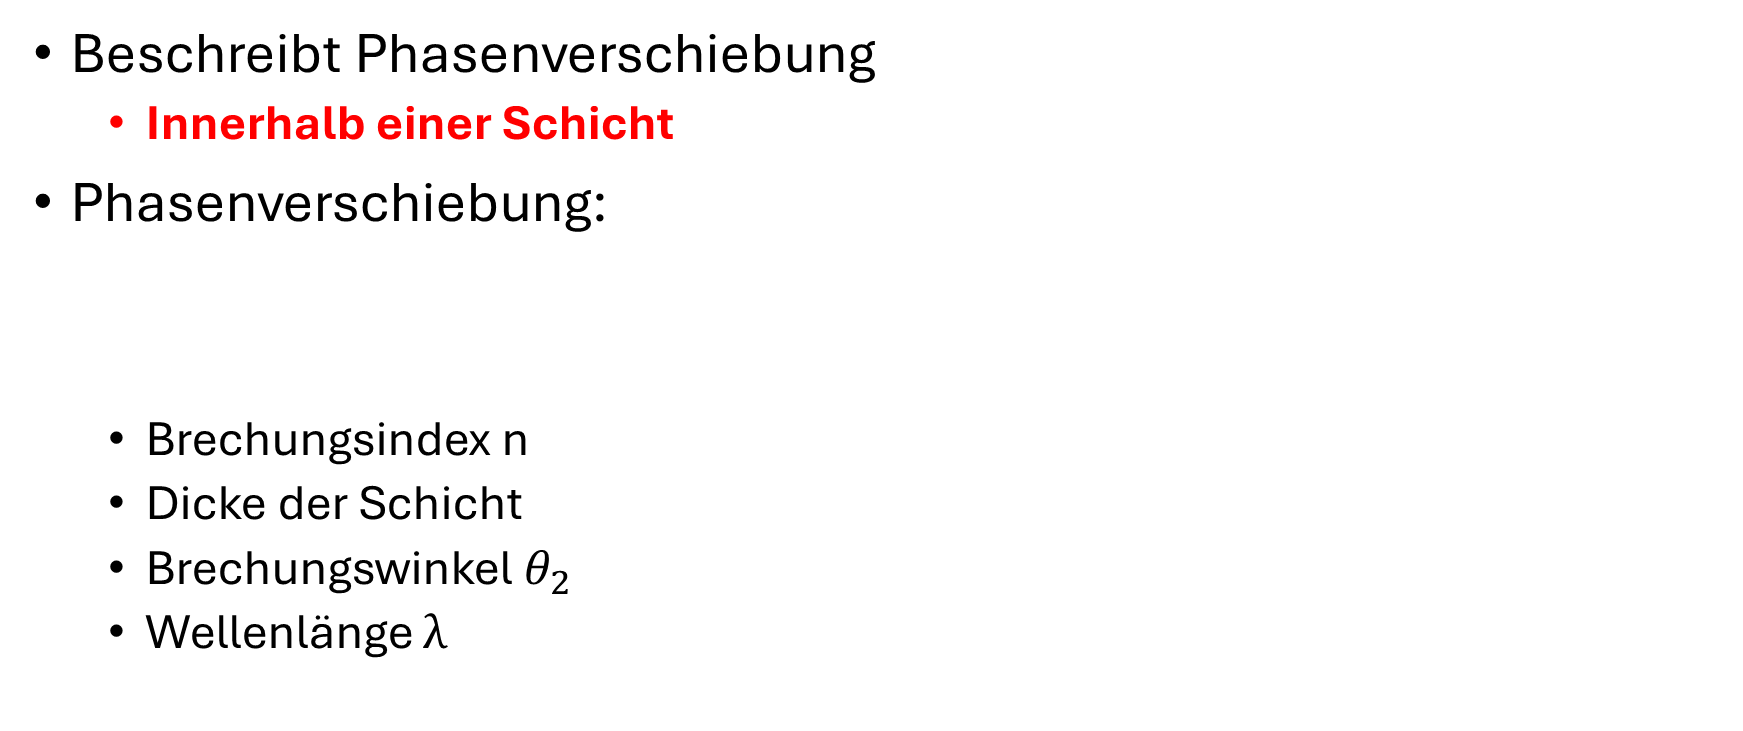 • Beschreibt Phasenverschiebung
• Innerhalb einer Schicht
• Phasenverschiebung:
• Brechungsindex n
• Dicke der Schicht
• Brechungswinkel θ₂
• Wellenlänge λ